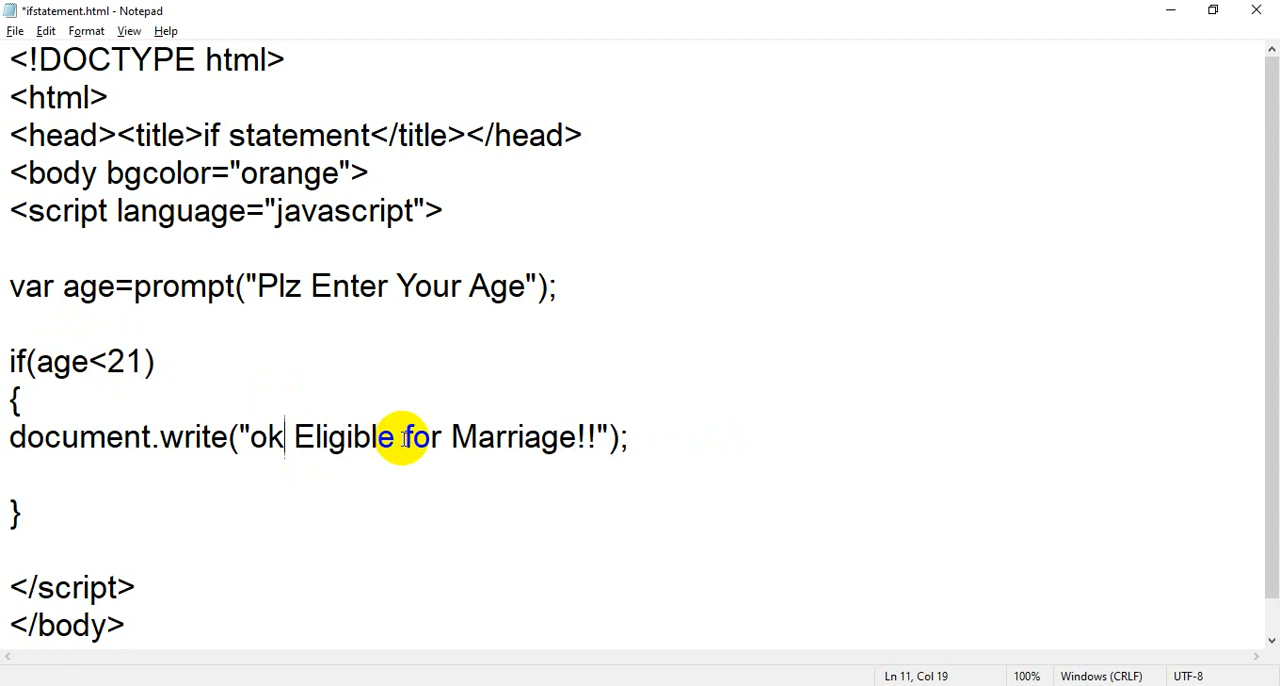 *ifstatement.html - Notepad
File Edit Format View Help
<!DOCTYPE html>
<html>
<head><title>if statement</title></head>
<body bgcolor="orange">
<script language="javascript">
var age=prompt("Plz Enter Your Age");
if(age<21)
{
document.write("ok Eligible for Marriage!!");
}
</script>
</body>
Ln 11, Col 19 100% Windows (CRLF) UTF-8